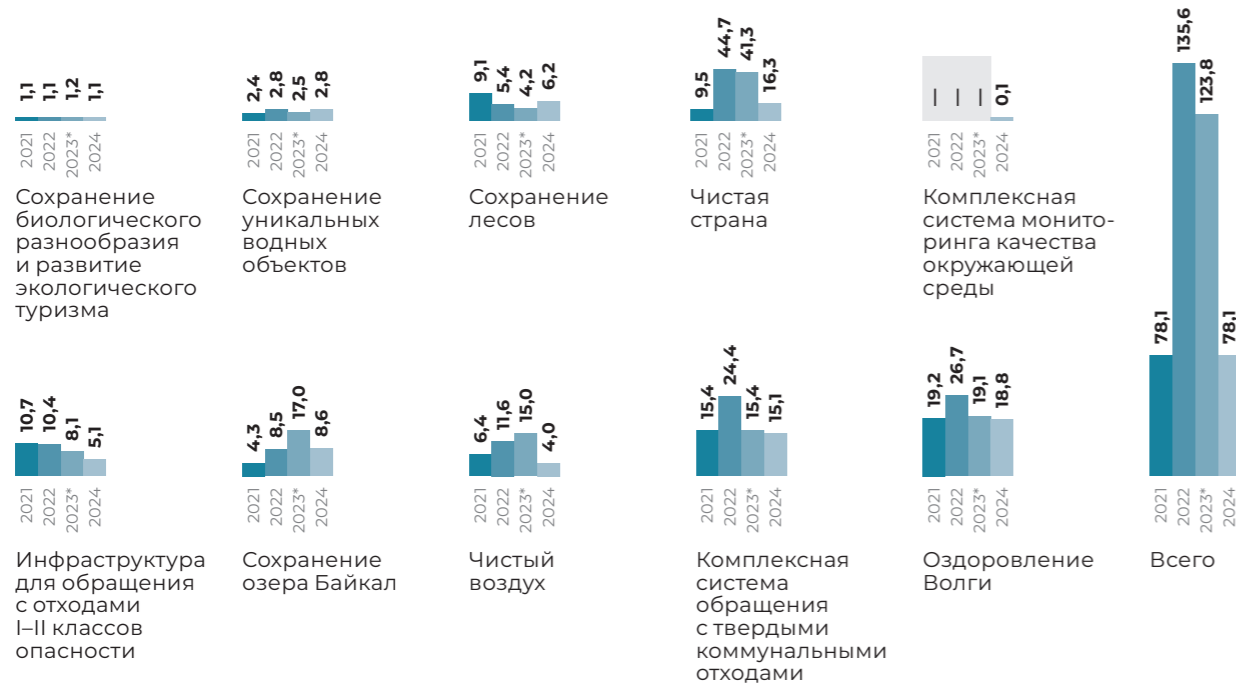 1,1 1,1 1,2 1,1
2021 2022 2023* 2024
Сохранение
биологического
разнообразия
и развитие
экологического
туризма
2,4 2,8 2,5 2,8
2021 2022 2023* 2024
Сохранение
уникальных
водных
объектов
9,1 5,4 4,2 6,2
2021 2022 2023* 2024
Сохранение
лесов
9,5 44,7 41,3 16,3
2021 2022 2023* 2024
Чистая
страна
— — — 0,1
2021 2022 2023* 2024
Комплексная
система монито-
ринга качества
окружающей
среды
10,7 10,4 8,1 5,1
2021 2022 2023* 2024
Инфраструктура
для обращения
с отходами
I–II классов
опасности
4,3 8,5 17,0 8,6
2021 2022 2023* 2024
Сохранение
озера Байкал
6,4 11,6 15,0 4,0
2021 2022 2023* 2024
Чистый
воздух
15,4 24,4 15,4 15,1
2021 2022 2023* 2024
Комплексная
система
обращения
с твердыми
коммунальными
отходами
19,2 26,7 19,1 18,8
2021 2022 2023* 2024
Оздоровление
Волги
78,1 135,6 123,8 78,1
2021 2022 2023* 2024
Всего